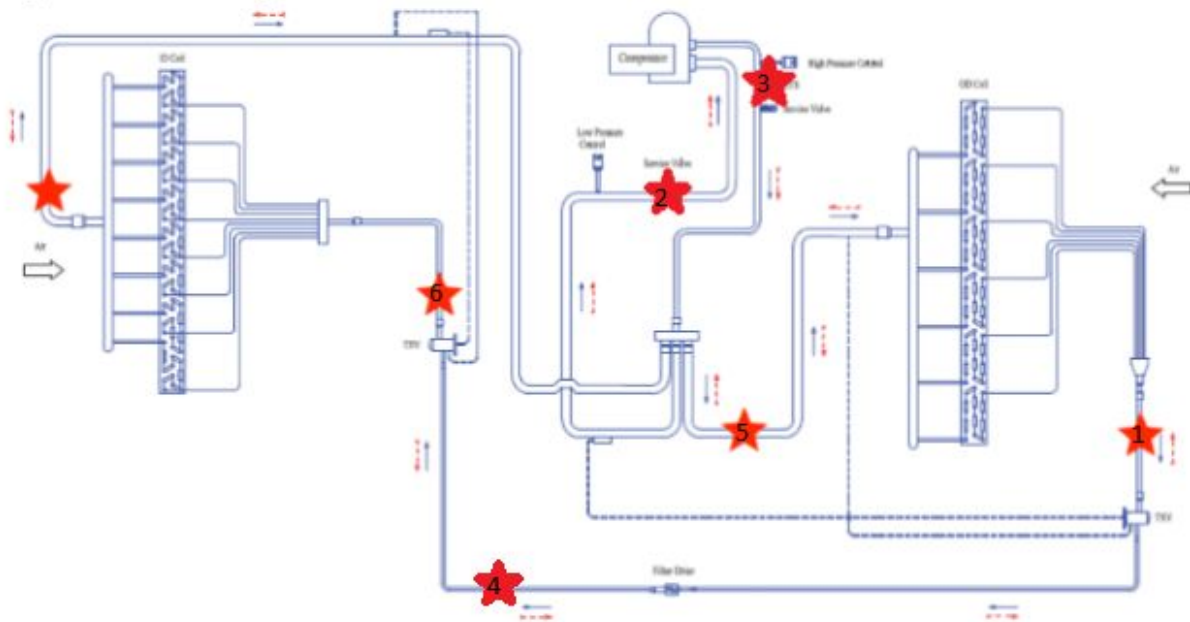 ID Coil
Compressor
High Pressure Control
3
Service Valve
OD Coil
Low Pressure
Control
Service Valve
2
Air
Air
6
TXV
5
1
TXV
4
Filter Drier